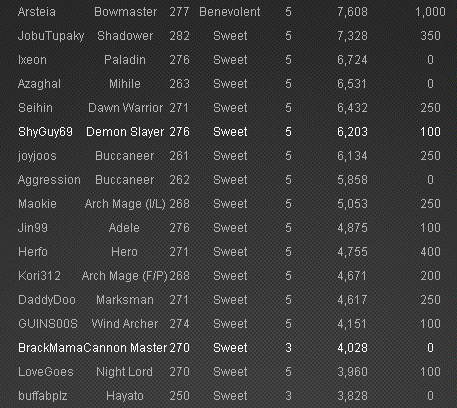 Arsteia Bowmaster 277 Benevolent 5 7,608 1,000
JobuTupaky Shadower 282 Sweet 5 7,328 350
Ixeon Paladin 276 Sweet 5 6,724 0
Azaghal Mihile 263 Sweet 5 6,531 0
Seihin Dawn Warrior 271 Sweet 5 6,432 250
ShyGuy69 Demon Slayer 276 Sweet 5 6,203 100
joyjoos Buccaneer 261 Sweet 5 6,134 250
Aggression Buccaneer 262 Sweet 5 5,858 0
Maokie Arch Mage (I/L) 268 Sweet 5 5,053 250
Jin99 Adele 276 Sweet 5 4,875 100
Herfo Hero 271 Sweet 5 4,755 400
Kori312 Arch Mage (F/P) 268 Sweet 5 4,671 200
DaddyDoo Marksman 271 Sweet 5 4,617 250
GUINS00S Wind Archer 274 Sweet 5 4,151 100
BrackMama Cannon Master 270 Sweet 3 4,028 0
LoveGoes Night Lord 270 Sweet 5 3,960 100
buffabplz Hayato 250 Sweet 3 3,828 0